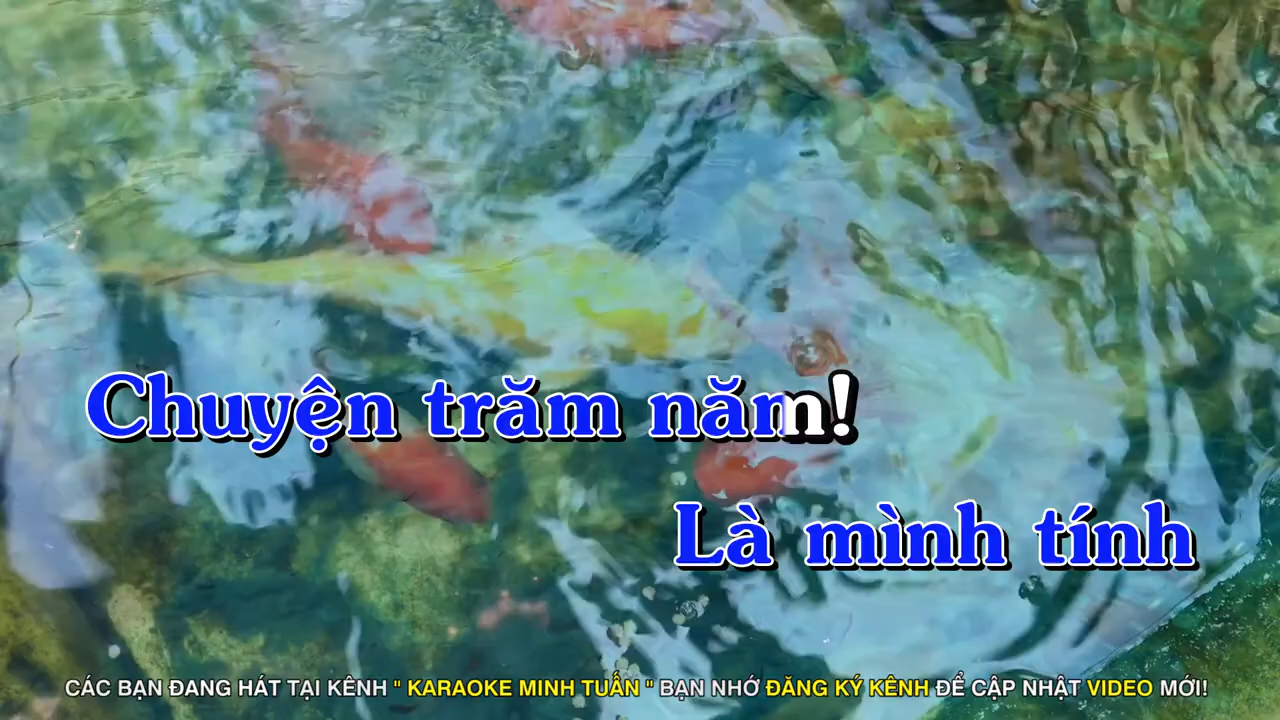 Chuyện trăm năm!
Là mình tính
CÁC BẠN ĐANG HÁT TẠI KÊNH " KARAOKE MINH TUẤN " BẠN NHỚ ĐĂNG KÝ KÊNH ĐỂ CẬP NHẬT VIDEO MỚI!